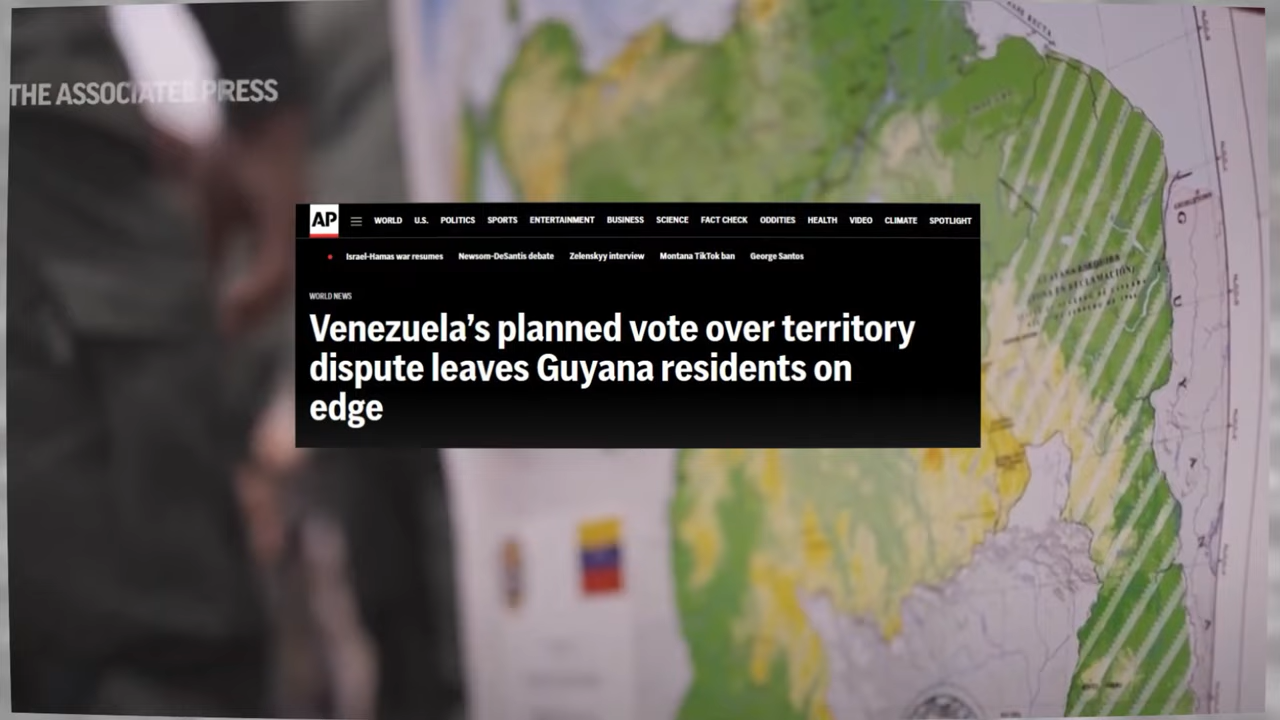 THE ASSOCIATED PRESS
AP
WORLD U.S. POLITICS SPORTS ENTERTAINMENT BUSINESS SCIENCE FACT CHECK ODDITIES HEALTH VIDEO CLIMATE SPOTLIGHT
Israel-Hamas war resumes Newsom-DeSantis debate Zelenskyy interview Montana TikTok ban George Santos
WORLD NEWS
Venezuela’s planned vote over territory
dispute leaves Guyana residents on
edge